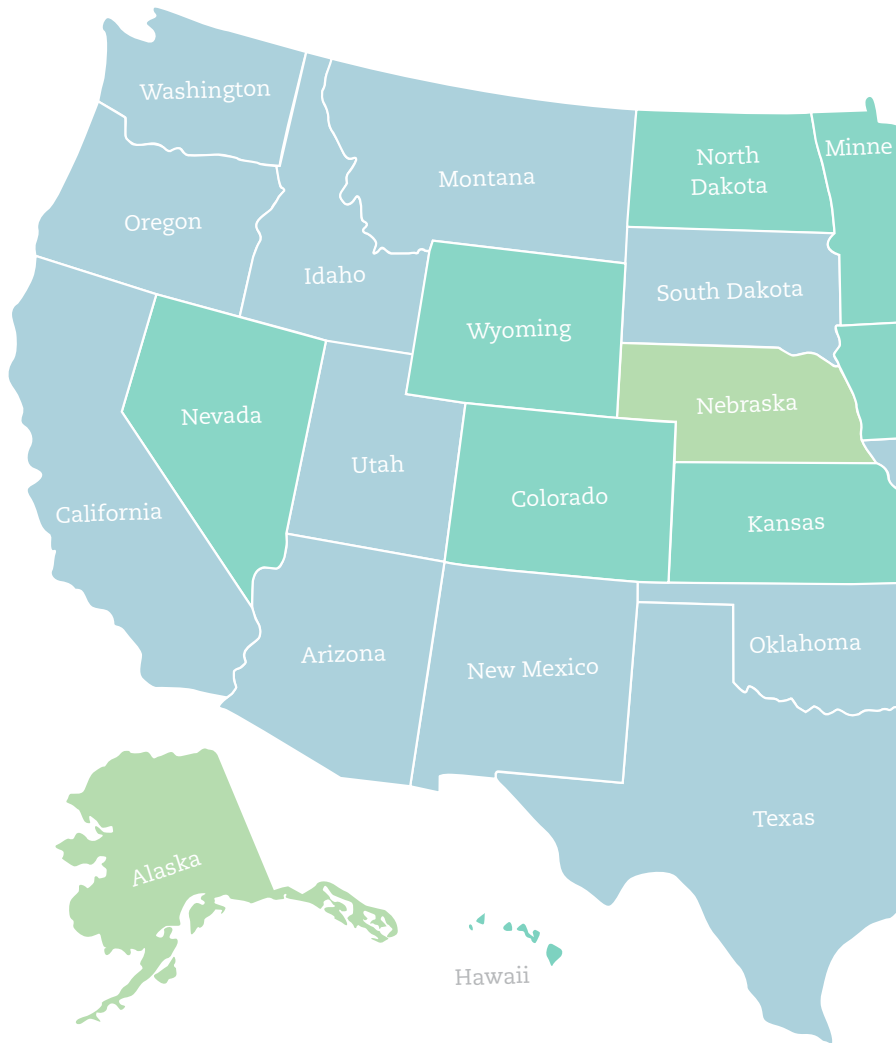 Washington
Minne
North
Dakota
Montana
Oregon
Idaho
South Dakota
Wyoming
Nebraska
Nevada
Utah
Colorado
California
Kansas
Oklahoma
Arizona
New Mexico
Texas
Alaska
Hawaii